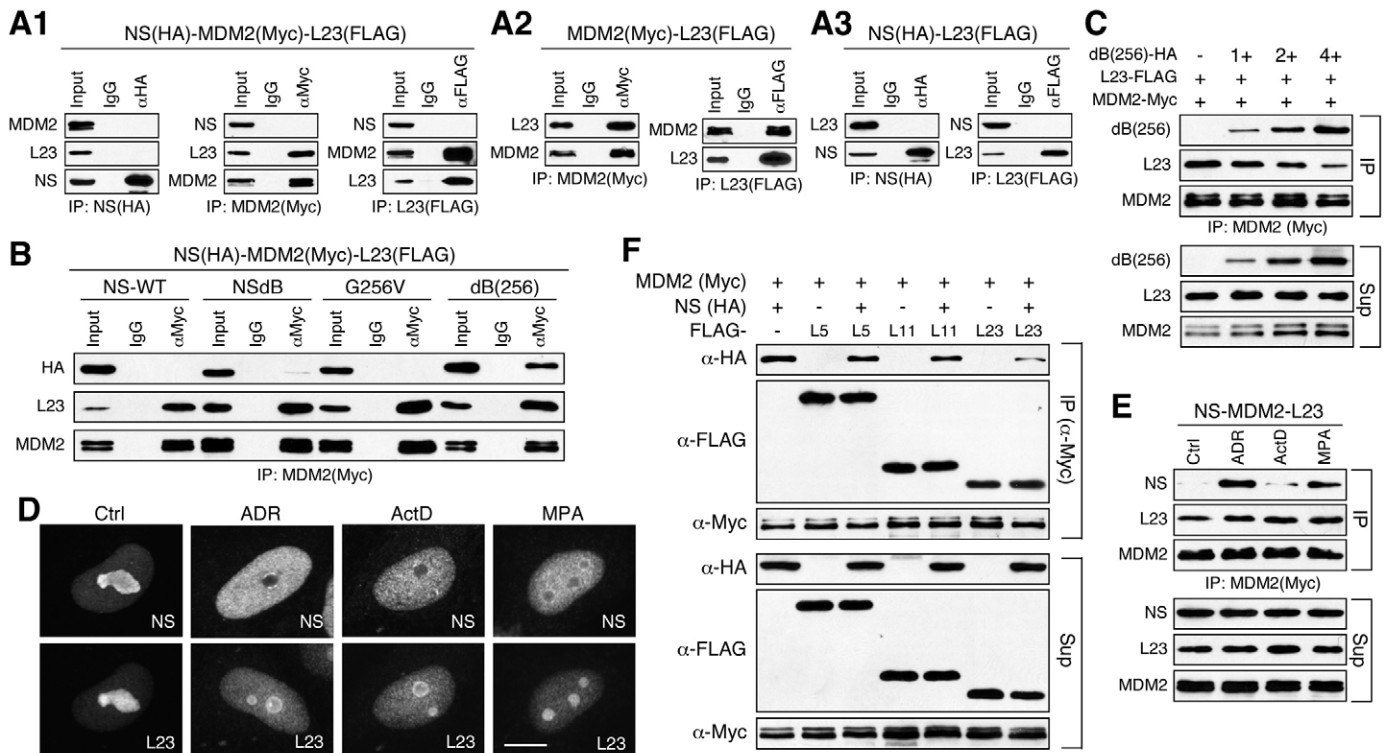 A1
NS(HA)-MDM2(Myc)-L23(FLAG)
Input IgG αHA
MDM2
L23
NS
IP: NS(HA)
Input IgG αMyc
NS
L23
MDM2
IP: MDM2(Myc)
Input IgG αFLAG
NS
MDM2
L23
IP: L23(FLAG)
A2
MDM2(Myc)-L23(FLAG)
Input IgG αMyc
L23
MDM2
IP: MDM2(Myc)
Input IgG αFLAG
MDM2
L23
IP: L23(FLAG)
A3
NS(HA)-L23(FLAG)
Input IgG αHA
L23
NS
IP: NS(HA)
Input IgG αFLAG
NS
L23
IP: L23(FLAG)
B
NS(HA)-MDM2(Myc)-L23(FLAG)
NS-WT NSdB G256V dB(256)
Input IgG αMyc Input IgG αMyc Input IgG αMyc Input IgG αMyc
HA
L23
MDM2
IP: MDM2(Myc)
C
dB(256)-HA - 1+ 2+ 4+
L23-FLAG + + + +
MDM2-Myc + + + +
dB(256)
L23
MDM2
IP
IP: MDM2 (Myc)
dB(256)
L23
MDM2
Sup
D
Ctrl ADR ActD MPA
NS NS NS NS
L23 L23 L23 L23
E
NS-MDM2-L23
Ctrl ADR ActD MPA
NS
L23
MDM2
IP
IP: MDM2(Myc)
NS
L23
MDM2
Sup
F
MDM2 (Myc) + + + + + + +
NS (HA) + - + - + - +
FLAG- - L5 L5 L11 L11 L23 L23
α-HA
α-FLAG
α-Myc
IP (α-Myc)
α-HA
α-FLAG
α-Myc
Sup